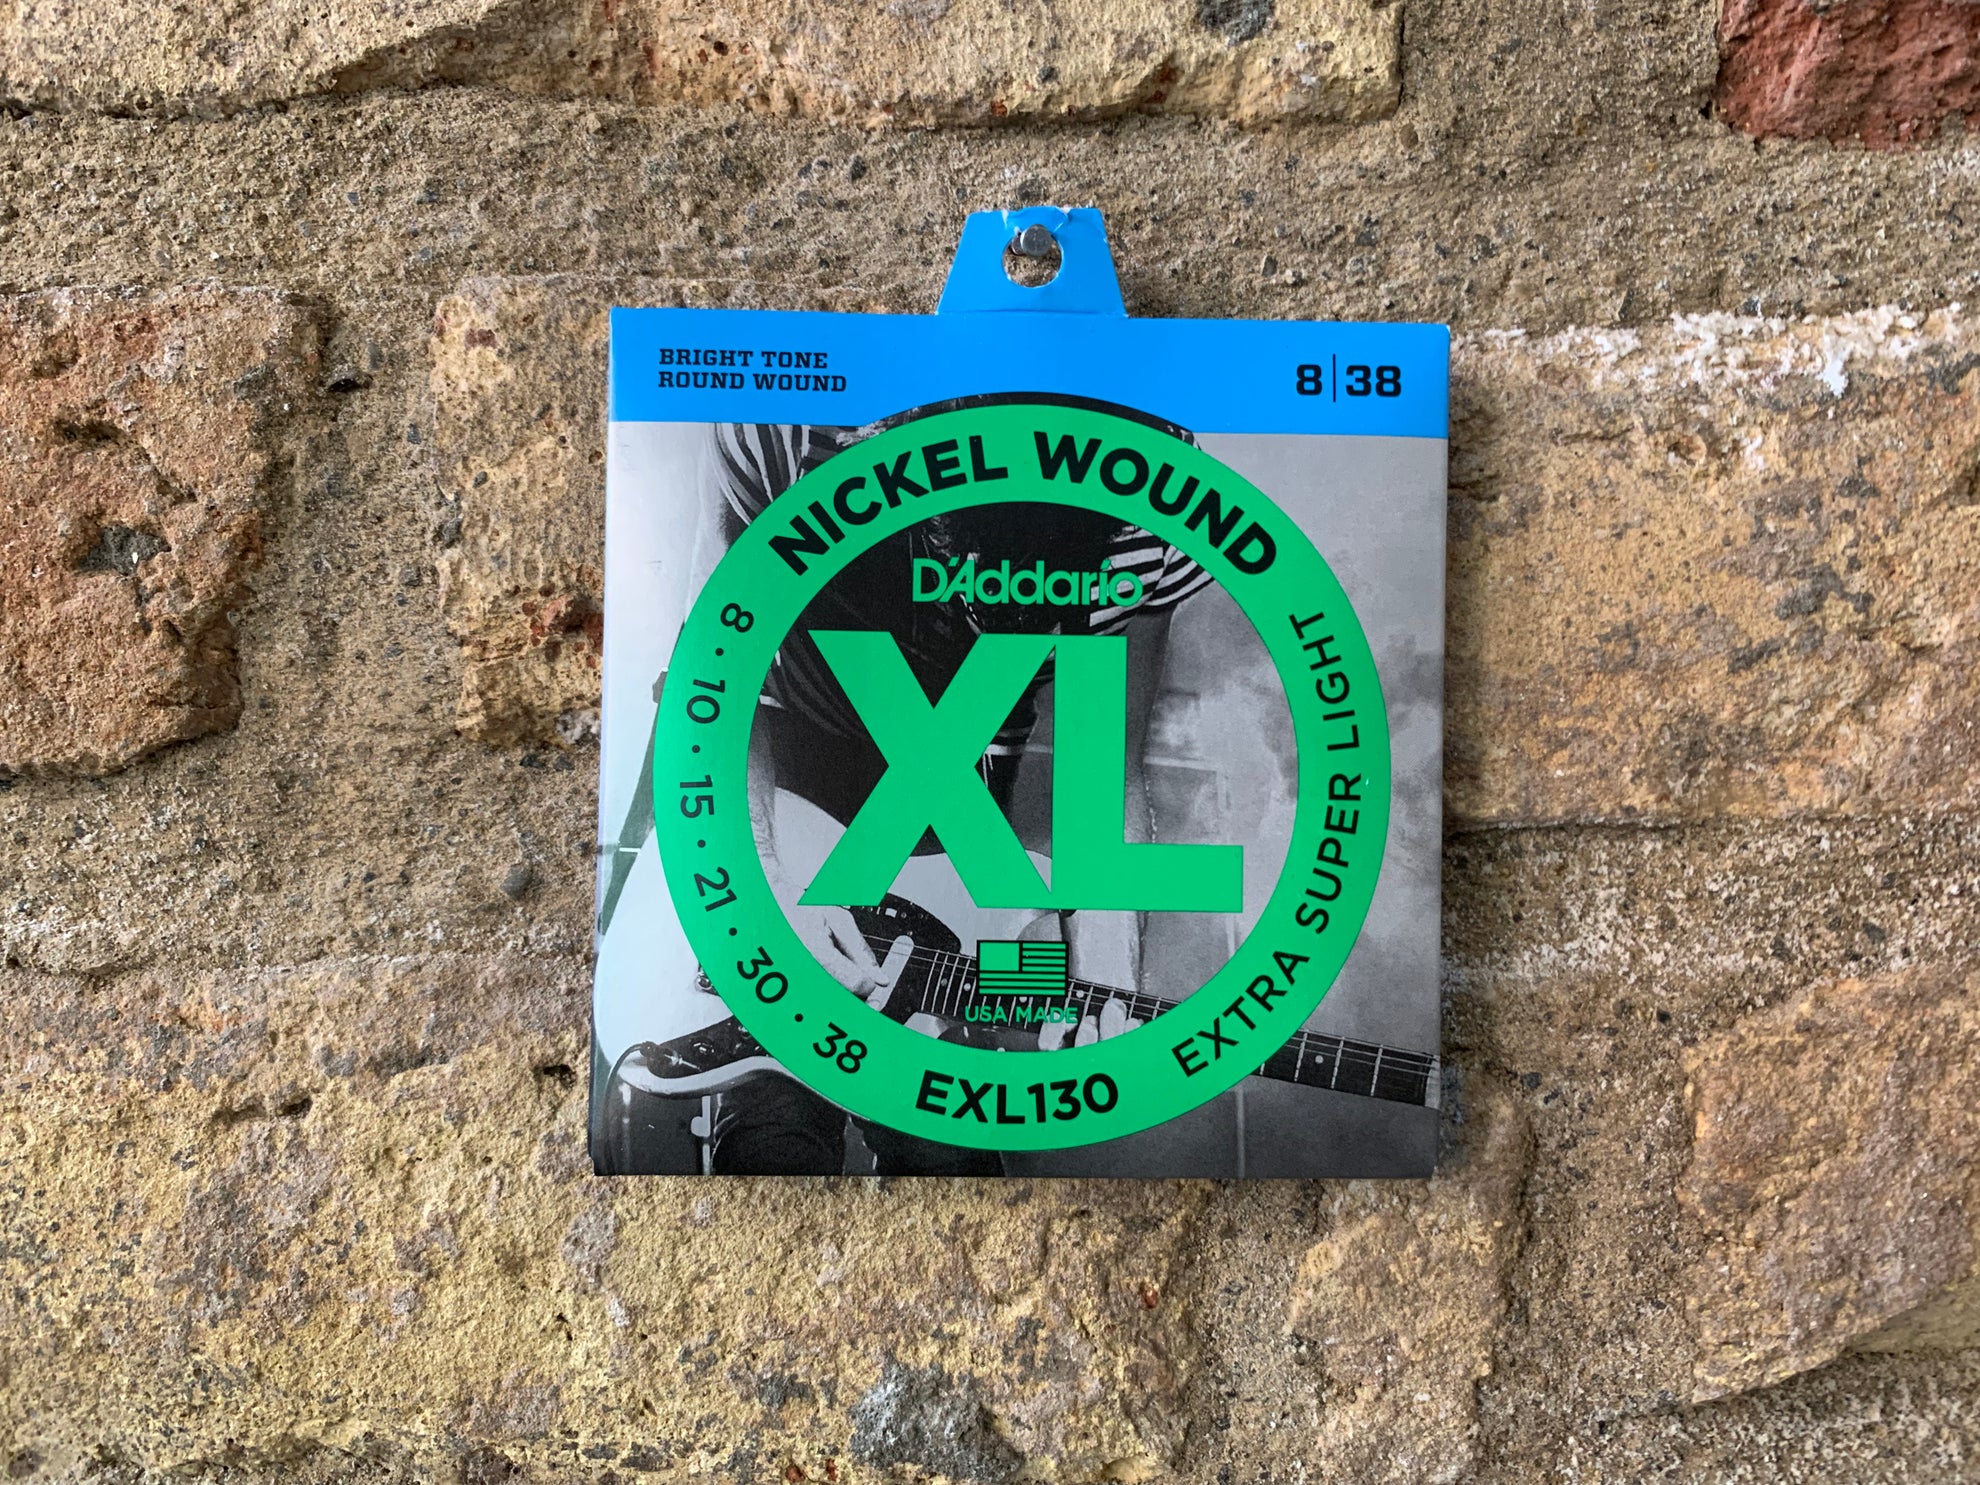 BRIGHT TONE
ROUND WOUND
8|38
NICKEL WOUND
D'Addario
XL
8 · 10 · 15 · 21 · 30 · 38
EXTRA SUPER LIGHT
USA MADE
EXL130